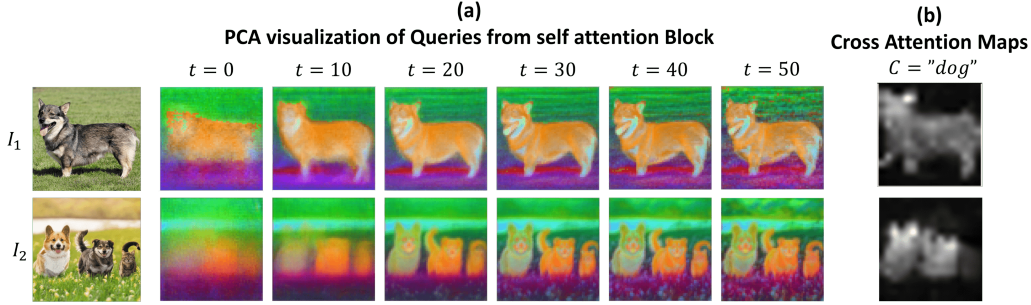 (a)
PCA visualization of Queries from self attention Block
t = 0 t = 10 t = 20 t = 30 t = 40 t = 50
(b)
Cross Attention Maps
C = "dog"
I₁
I₂